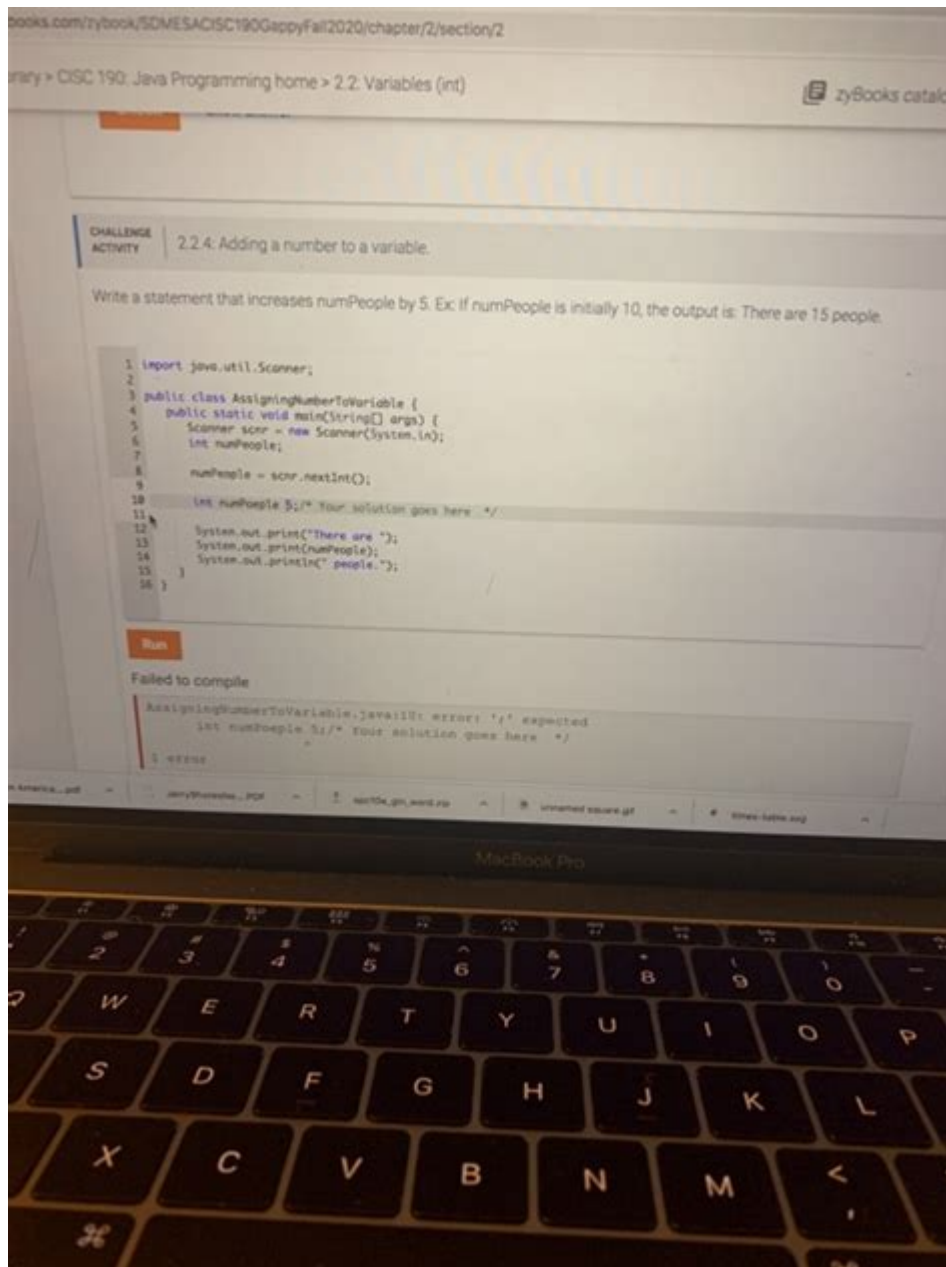 books.com/zybook/SDMESACISC190GappyFall2020/chapter/2/section/2
rary > CISC 190: Java Programming home > 2.2: Variables (int)
zyBooks catalo
CHALLENGE
ACTIVITY
2.2.4: Adding a number to a variable.
Write a statement that increases numPeople by 5. Ex: If numPeople is initially 10, the output is: There are 15 people.
1 import java.util.Scanner;
2
3 public class AssigningNumberToVariable {
4 public static void main(String[] args) {
5 Scanner scnr = new Scanner(System.in);
6 int numPeople;
7
8 numPeople = scnr.nextInt();
9
10 int numPoeple 5;/* Your solution goes here */
11
12 System.out.print("There are ");
13 System.out.print(numPeople);
14 System.out.println(" people.");
15 }
16 }
Run
Failed to compile
AssigningNumberToVariable.java:10: error: ';' expected
int numPoeple 5;/* Your solution goes here */
^
1 error
n America_.pdf
unnamed square.gif
MacBook Pro
@ 2 # 3 $ 4 % 5 ^ 6 & 7 * 8 ( 9 ) 0
Q W E R T Y U I O P
S D F G H J K L
X C V B N M < ,
⌘